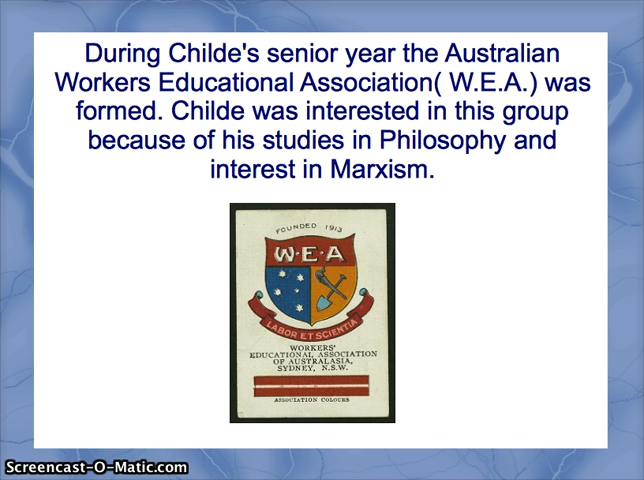 During Childe's senior year the Australian
Workers Educational Association( W.E.A.) was
formed. Childe was interested in this group
because of his studies in Philosophy and
interest in Marxism.
FOUNDED 1913
W·E·A
LABOR ET SCIENTIA
WORKERS'
EDUCATIONAL ASSOCIATION
OF AUSTRALASIA,
SYDNEY, N.S.W.
ASSOCIATION COLOURS
Screencast-O-Matic.com